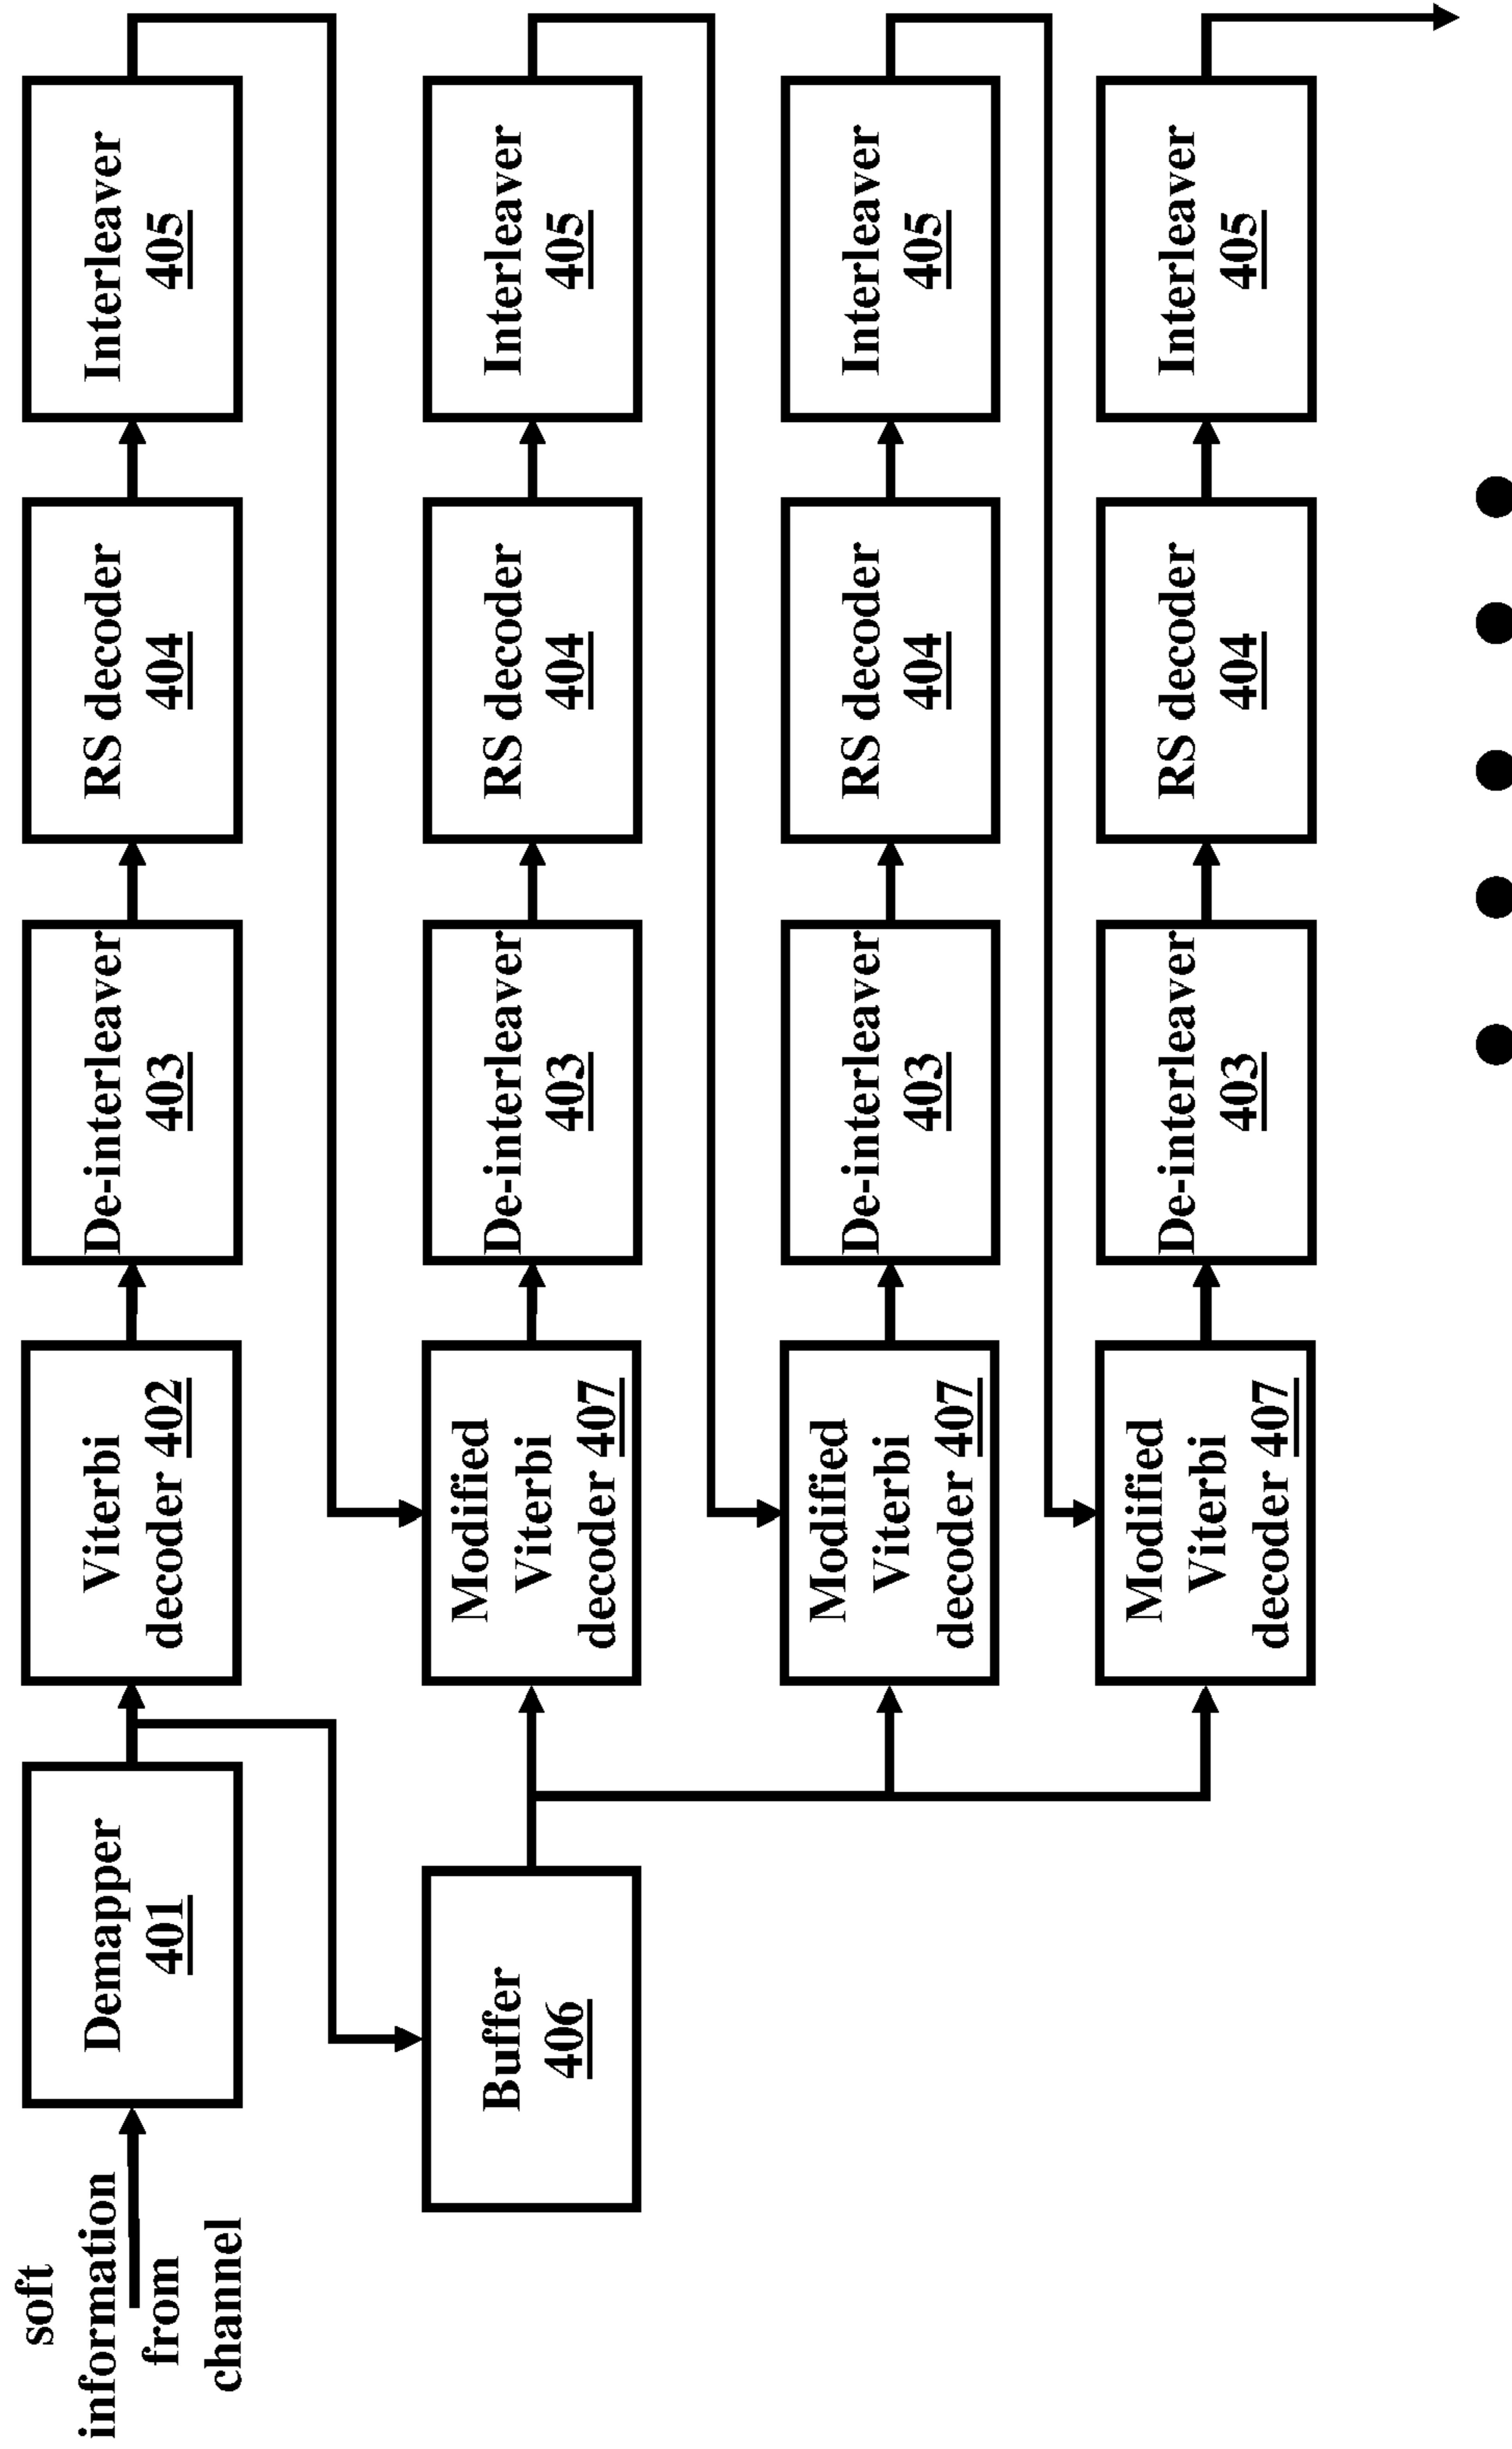 soft
information
from
channel
Demapper
401
Viterbi
decoder 402
De-interleaver
403
RS decoder
404
Interleaver
405
Buffer
406
Modified
Viterbi
decoder 407
De-interleaver
403
RS decoder
404
Interleaver
405
Modified
Viterbi
decoder 407
De-interleaver
403
RS decoder
404
Interleaver
405
Modified
Viterbi
decoder 407
De-interleaver
403
RS decoder
404
Interleaver
405